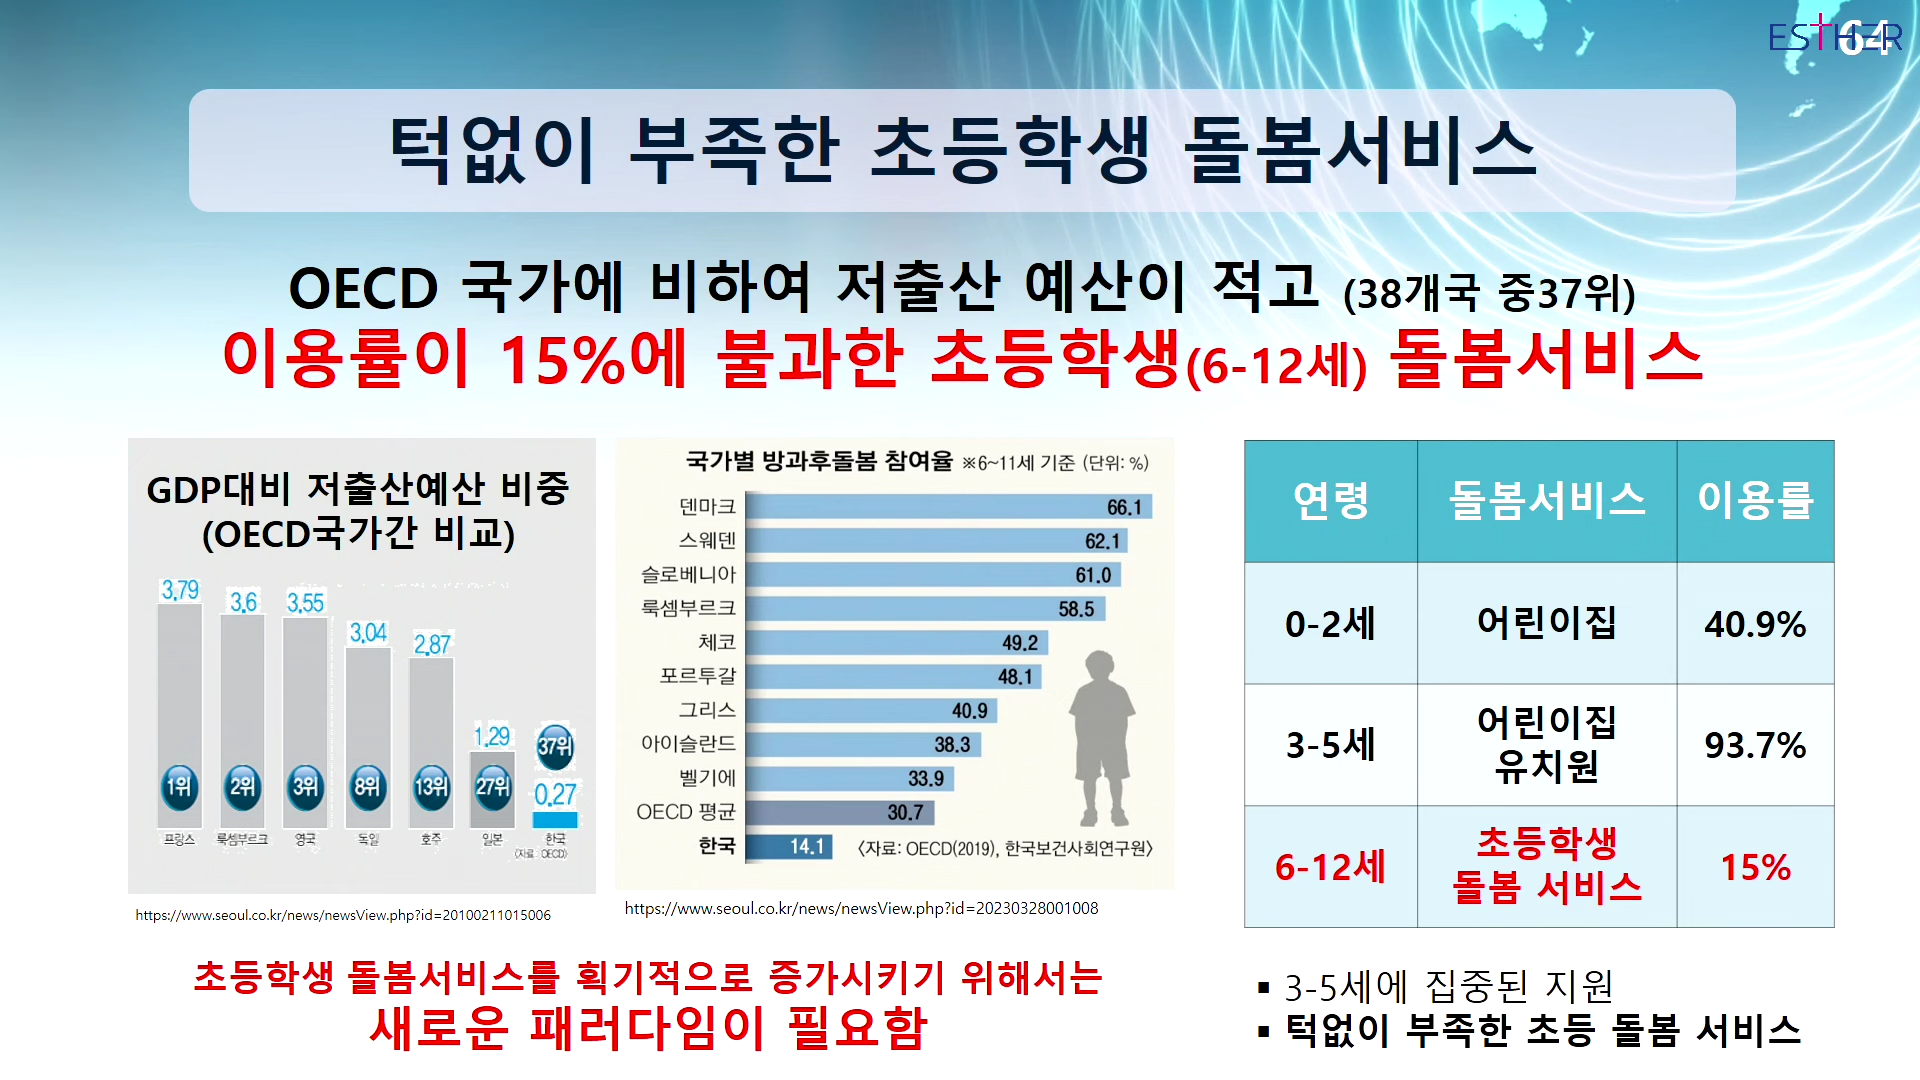 ESTHER
64
턱없이 부족한 초등학생 돌봄서비스
OECD 국가에 비하여 저출산 예산이 적고 (38개국 중37위)
이용률이 15%에 불과한 초등학생(6-12세) 돌봄서비스
GDP대비 저출산예산 비중
(OECD국가간 비교)
3.79
3.6
3.55
3.04
2.87
1.29
0.27
1위
2위
3위
8위
13위
27위
37위
프랑스
룩셈부르크
영국
독일
호주
일본
한국
〈자료 : OECD〉
https://www.seoul.co.kr/news/newsView.php?id=20100211015006
국가별 방과후돌봄 참여율 ※6~11세 기준 (단위: %)
덴마크 66.1
스웨덴 62.1
슬로베니아 61.0
룩셈부르크 58.5
체코 49.2
포르투갈 48.1
그리스 40.9
아이슬란드 38.3
벨기에 33.9
OECD 평균 30.7
한국 14.1 〈자료: OECD(2019), 한국보건사회연구원〉
https://www.seoul.co.kr/news/newsView.php?id=20230328001008
연령 돌봄서비스 이용률
0-2세 어린이집 40.9%
3-5세 어린이집 유치원 93.7%
6-12세 초등학생 돌봄 서비스 15%
초등학생 돌봄서비스를 획기적으로 증가시키기 위해서는
새로운 패러다임이 필요함
▪ 3-5세에 집중된 지원
▪ 턱없이 부족한 초등 돌봄 서비스